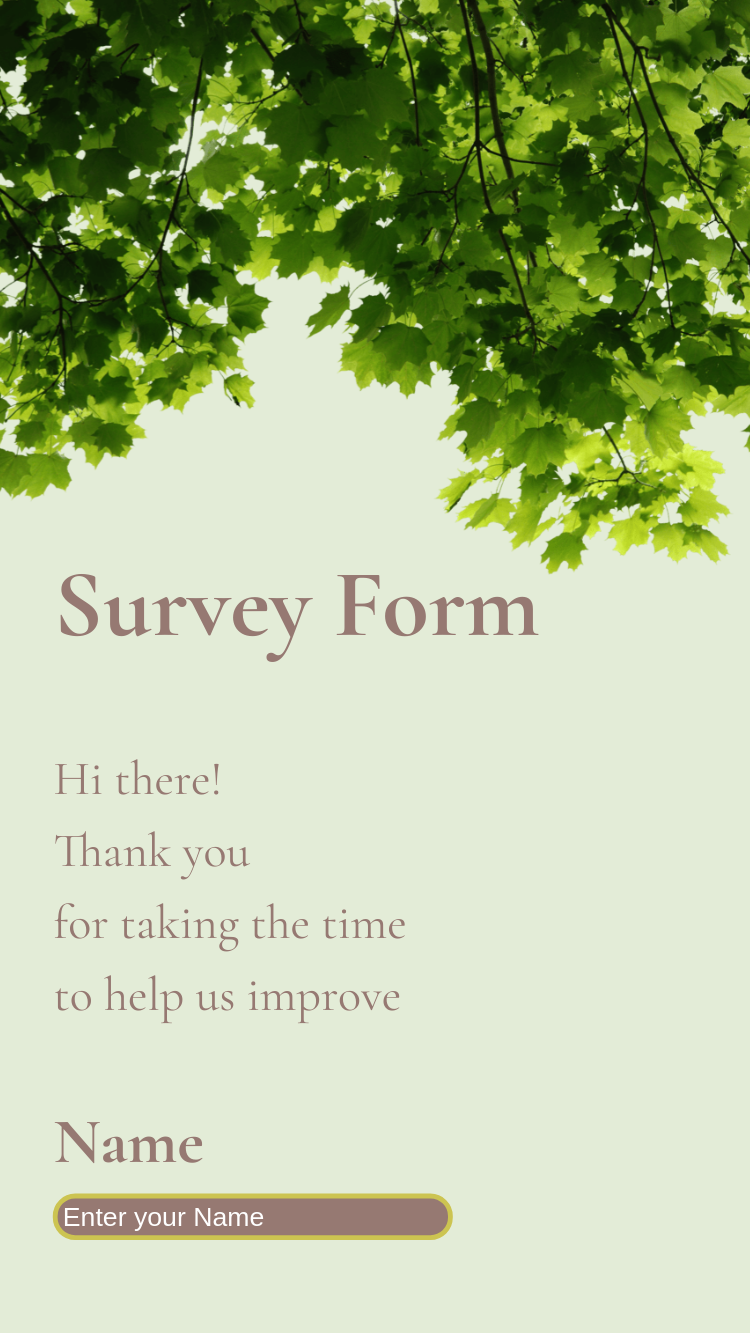 Survey Form
Hi there!
Thank you
for taking the time
to help us improve
Name
Enter your Name